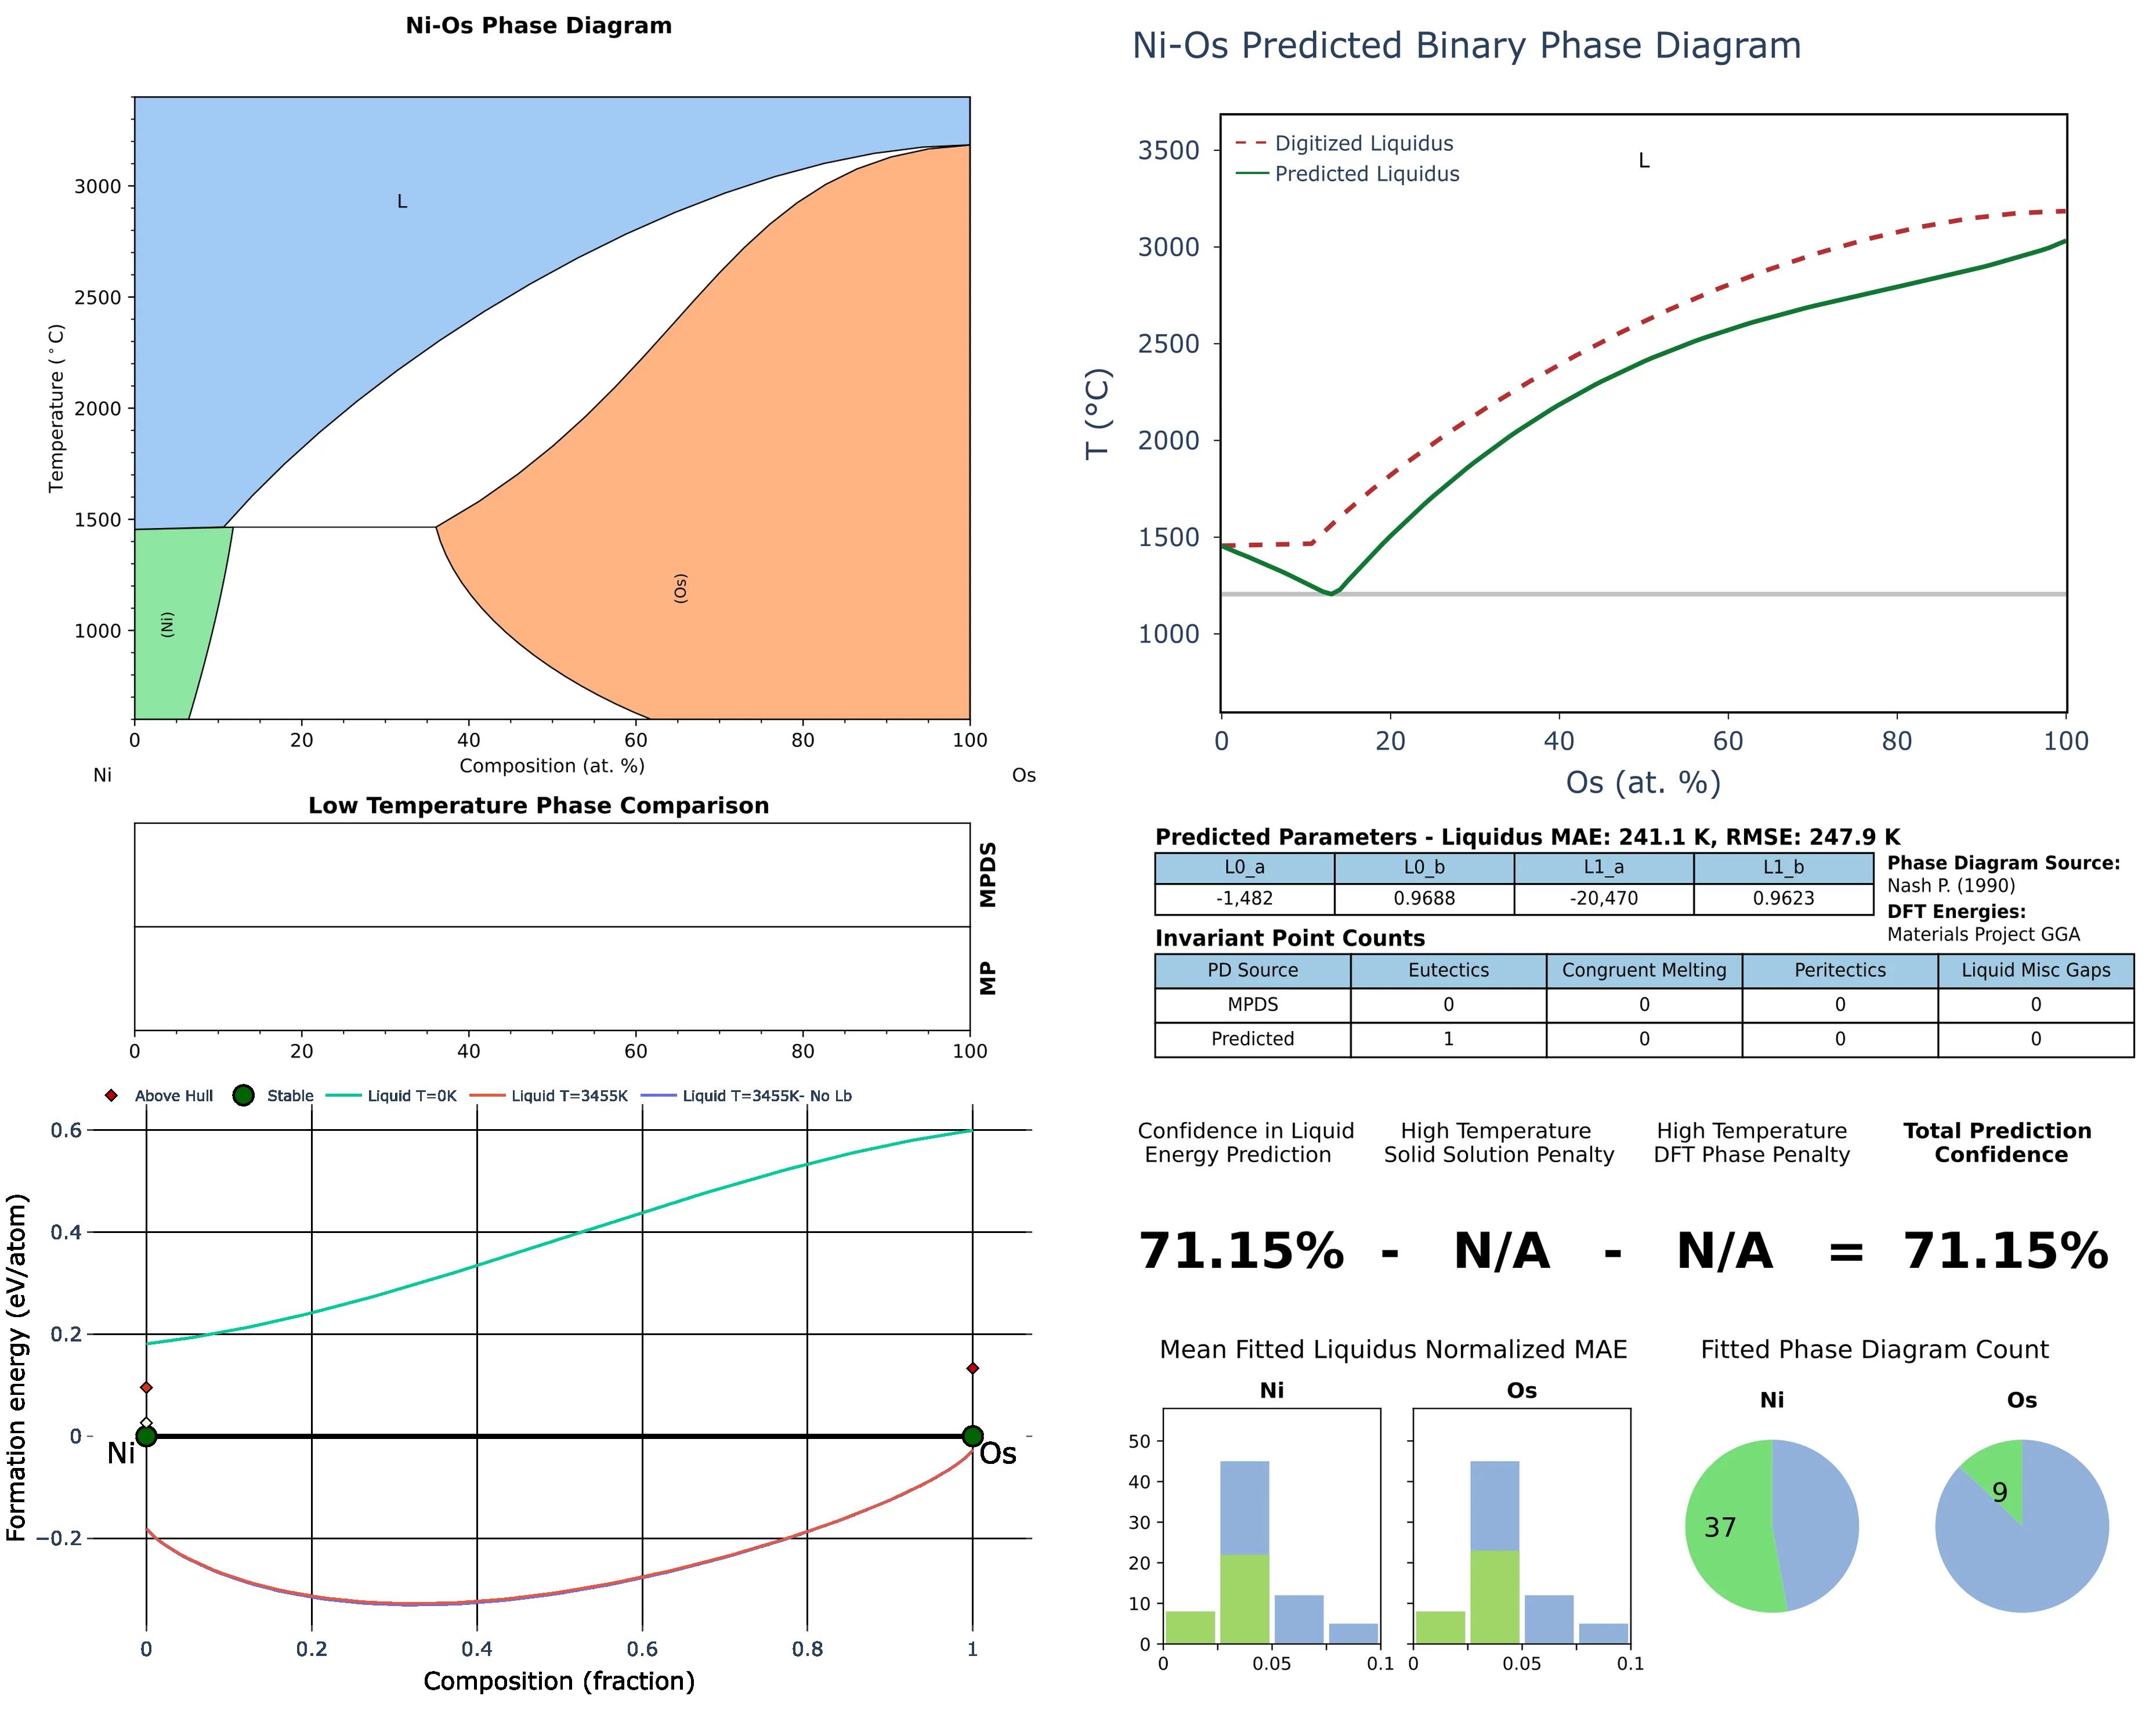 Ni-Os Phase Diagram
3000
2500
2000
1500
1000
Temperature (°C)
L
(Ni)
(Os)
0 20 40 60 80 100
Composition (at. %)
Ni Os
Ni-Os Predicted Binary Phase Diagram
Digitized Liquidus
Predicted Liquidus
L
3500
3000
2500
2000
1500
1000
T (°C)
0 20 40 60 80 100
Os (at. %)
Low Temperature Phase Comparison
MPDS
MP
0 20 40 60 80 100
Predicted Parameters - Liquidus MAE: 241.1 K, RMSE: 247.9 K
L0_a L0_b L1_a L1_b
-1,482 0.9688 -20,470 0.9623
Phase Diagram Source:
Nash P. (1990)
DFT Energies:
Materials Project GGA
Invariant Point Counts
PD Source Eutectics Congruent Melting Peritectics Liquid Misc Gaps
MPDS 0 0 0 0
Predicted 1 0 0 0
Above Hull Stable Liquid T=0K Liquid T=3455K Liquid T=3455K- No Lb
0.6
0.4
0.2
0
−0.2
Formation energy (eV/atom)
Ni Os
0 0.2 0.4 0.6 0.8 1
Composition (fraction)
Confidence in Liquid
Energy Prediction
High Temperature
Solid Solution Penalty
High Temperature
DFT Phase Penalty
Total Prediction
Confidence
71.15% - N/A - N/A = 71.15%
Mean Fitted Liquidus Normalized MAE
Ni Os
50
40
30
20
10
0
0 0.05 0.1 0 0.05 0.1
Fitted Phase Diagram Count
Ni Os
37 9